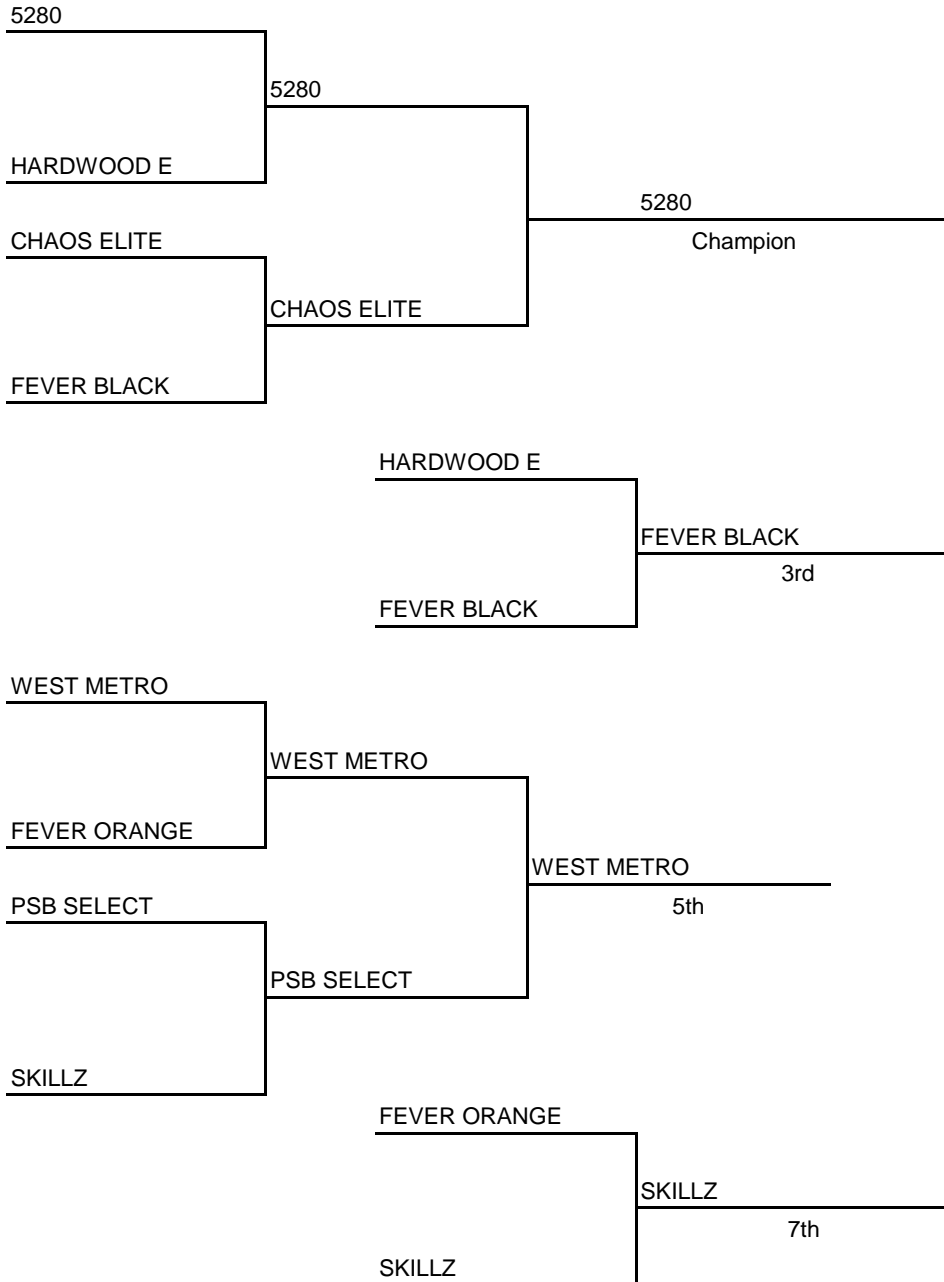 5280
5280
HARDWOOD E
5280
CHAOS ELITE
Champion
CHAOS ELITE
FEVER BLACK
HARDWOOD E
FEVER BLACK
3rd
FEVER BLACK
WEST METRO
WEST METRO
FEVER ORANGE
WEST METRO
PSB SELECT
5th
PSB SELECT
SKILLZ
FEVER ORANGE
SKILLZ
7th
SKILLZ